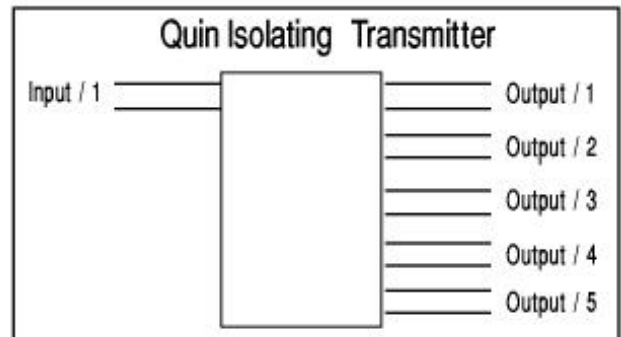 Quin Isolating Transmitter
Input / 1
Output / 1
Output / 2
Output / 3
Output / 4
Output / 5